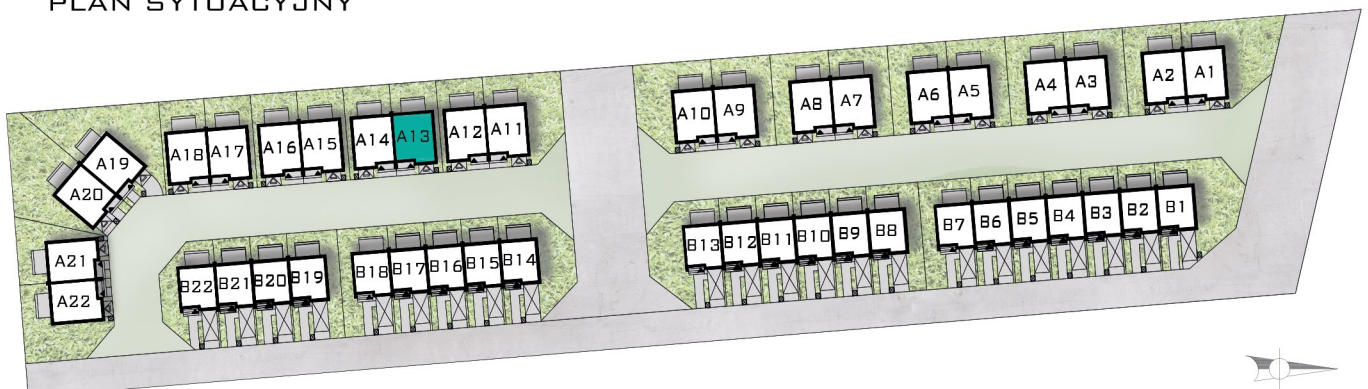 PLAN SYTUACYJNY
A2 A1
A4 A3
A6 A5
A8 A7
A10 A9
A12 A11
A14 A13
A16 A15
A18 A17
A19
A20
A21
A22
B7 B6 B5 B4 B3 B2 B1
B13 B12 B11 B10 B9 B8
B18 B17 B16 B15 B14
B22 B21 B20 B19